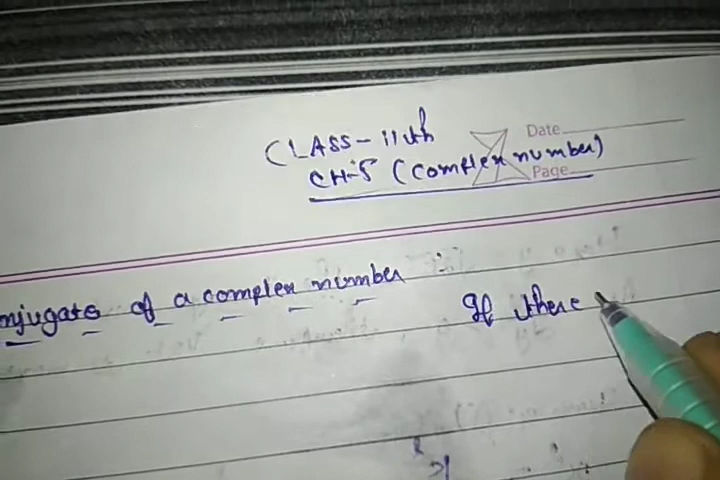 CLASS-11th
Date
CH-5 (Complex number)
Page
njugate of a complex number :-
If there